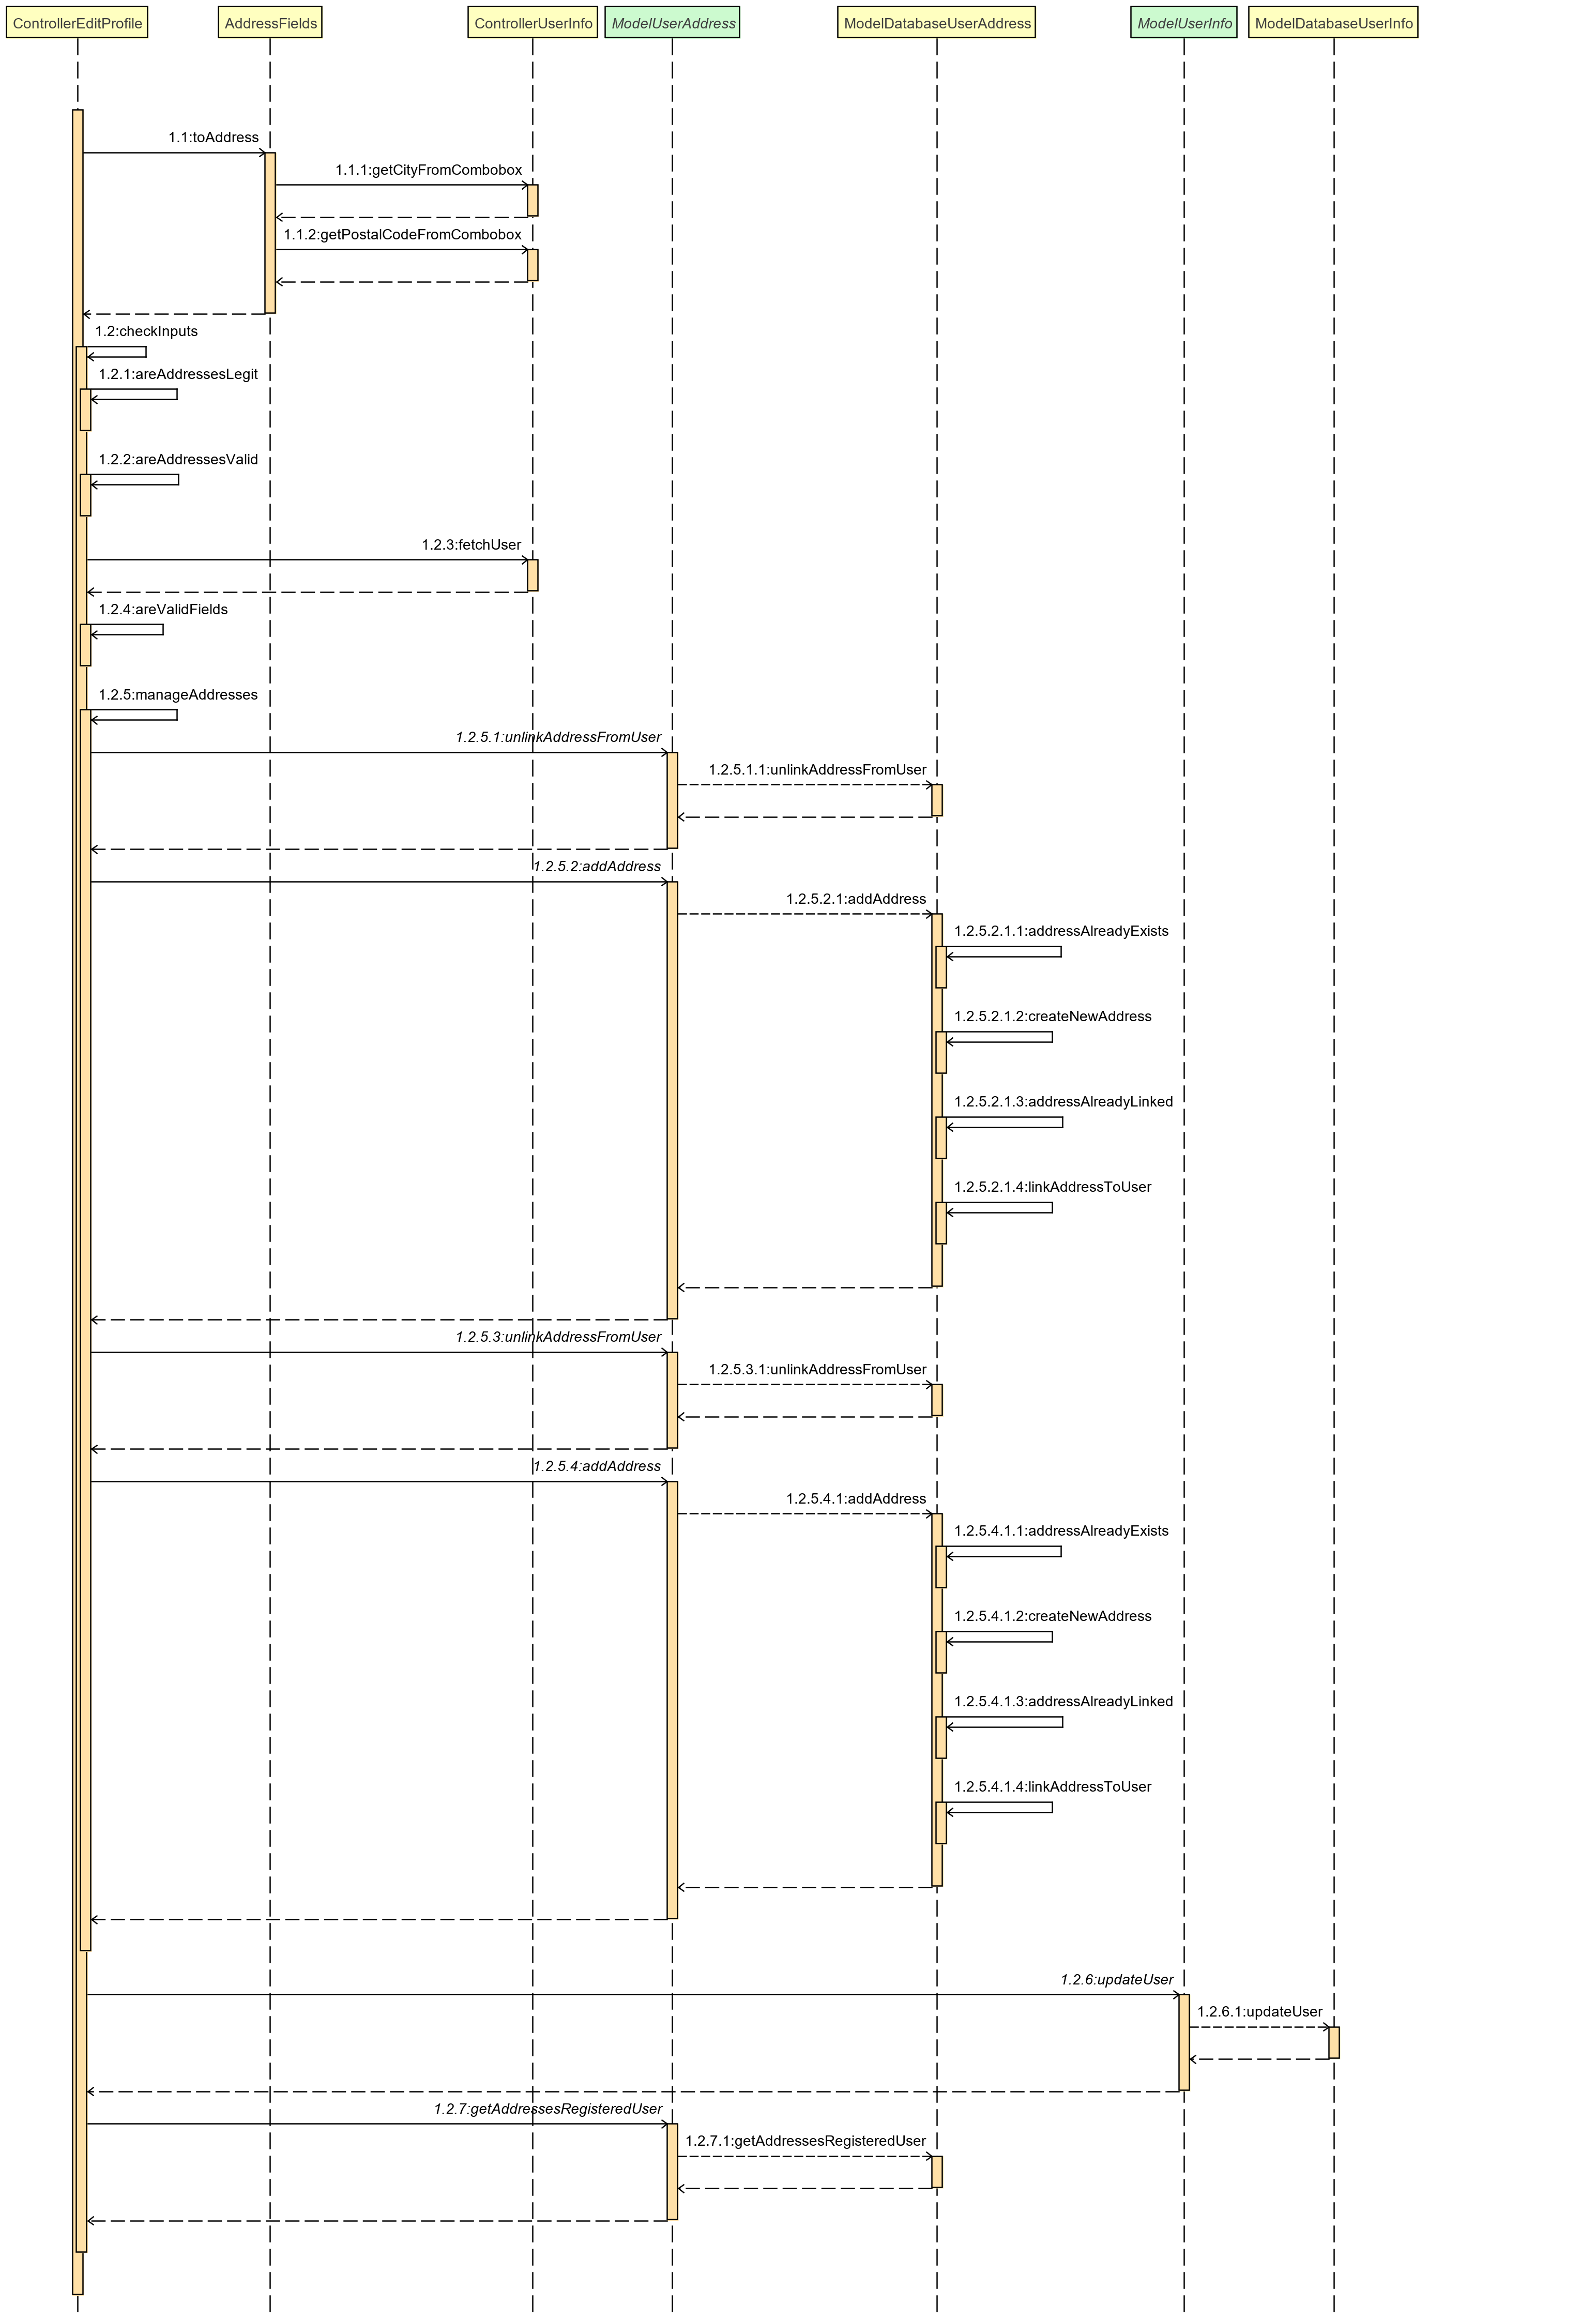 ControllerEditProfile
AddressFields
ControllerUserInfo
ModelUserAddress
ModelDatabaseUserAddress
ModelUserInfo
ModelDatabaseUserInfo
1.1:toAddress
1.1.1:getCityFromCombobox
1.1.2:getPostalCodeFromCombobox
1.2:checkInputs
1.2.1:areAddressesLegit
1.2.2:areAddressesValid
1.2.3:fetchUser
1.2.4:areValidFields
1.2.5:manageAddresses
1.2.5.1:unlinkAddressFromUser
1.2.5.1.1:unlinkAddressFromUser
1.2.5.2:addAddress
1.2.5.2.1:addAddress
1.2.5.2.1.1:addressAlreadyExists
1.2.5.2.1.2:createNewAddress
1.2.5.2.1.3:addressAlreadyLinked
1.2.5.2.1.4:linkAddressToUser
1.2.5.3:unlinkAddressFromUser
1.2.5.3.1:unlinkAddressFromUser
1.2.5.4:addAddress
1.2.5.4.1:addAddress
1.2.5.4.1.1:addressAlreadyExists
1.2.5.4.1.2:createNewAddress
1.2.5.4.1.3:addressAlreadyLinked
1.2.5.4.1.4:linkAddressToUser
1.2.6:updateUser
1.2.6.1:updateUser
1.2.7:getAddressesRegisteredUser
1.2.7.1:getAddressesRegisteredUser